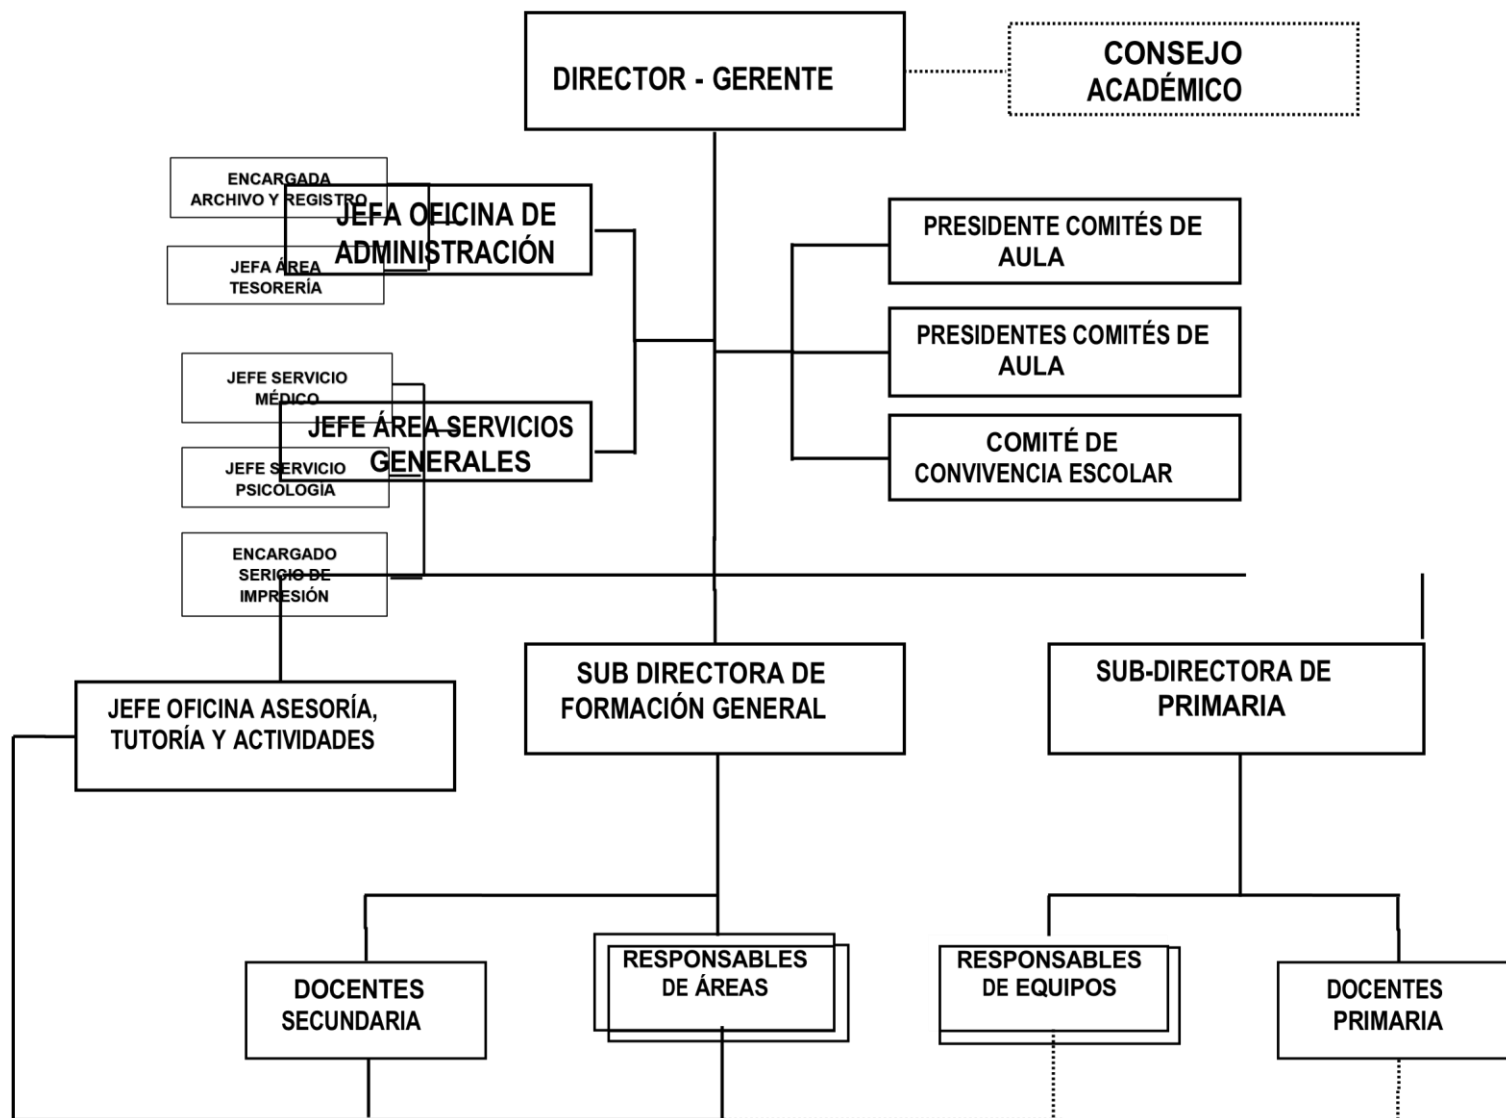 DIRECTOR - GERENTE
CONSEJO
ACADÉMICO
ENCARGADA
ARCHIVO Y REGISTRO
JEFA OFICINA DE
ADMINISTRACIÓN
JEFA ÁREA
TESORERÍA
PRESIDENTE COMITÉS DE
AULA
PRESIDENTES COMITÉS DE
AULA
JEFE SERVICIO
MÉDICO
JEFE ÁREA SERVICIOS
GENERALES
JEFE SERVICIO
PSICOLOGIA
COMITÉ DE
CONVIVENCIA ESCOLAR
ENCARGADO
SERICIO DE
IMPRESIÓN
JEFE OFICINA ASESORÍA,
TUTORÍA Y ACTIVIDADES
SUB DIRECTORA DE
FORMACIÓN GENERAL
SUB-DIRECTORA DE
PRIMARIA
DOCENTES
SECUNDARIA
RESPONSABLES
DE ÁREAS
RESPONSABLES
DE EQUIPOS
DOCENTES
PRIMARIA